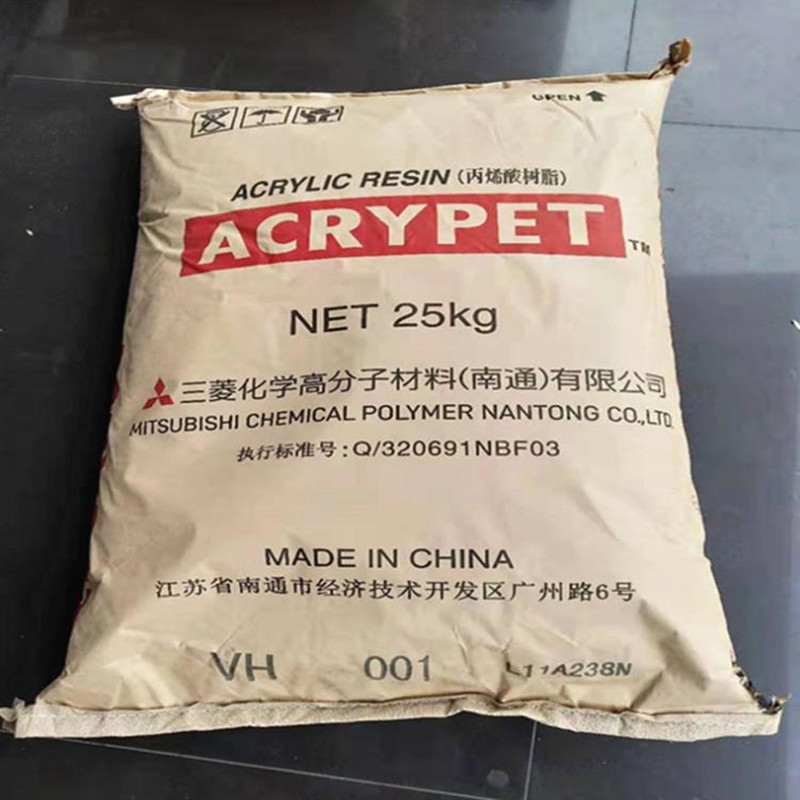 OPEN
ACRYLIC RESIN (丙烯酸树脂)
ACRYPET TM
NET 25kg
三菱化学高分子材料(南通)有限公司
MITSUBISHI CHEMICAL POLYMER NANTONG CO.,LTD.
执行标准号:Q/320691NBF03
MADE IN CHINA
江苏省南通市经济技术开发区广州路6号
VH 001 L11A238N